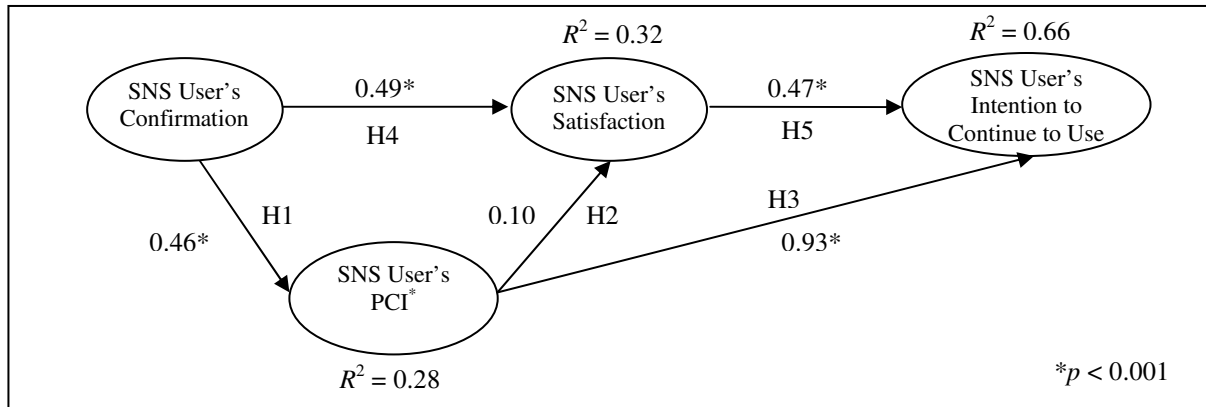 R² = 0.32
R² = 0.66
SNS User’s
Confirmation
0.49*
H4
SNS User’s
Satisfaction
0.47*
H5
SNS User’s
Intention to
Continue to Use
H1
0.46*
0.10
H2
H3
0.93*
SNS User’s
PCI*
R² = 0.28
*p < 0.001